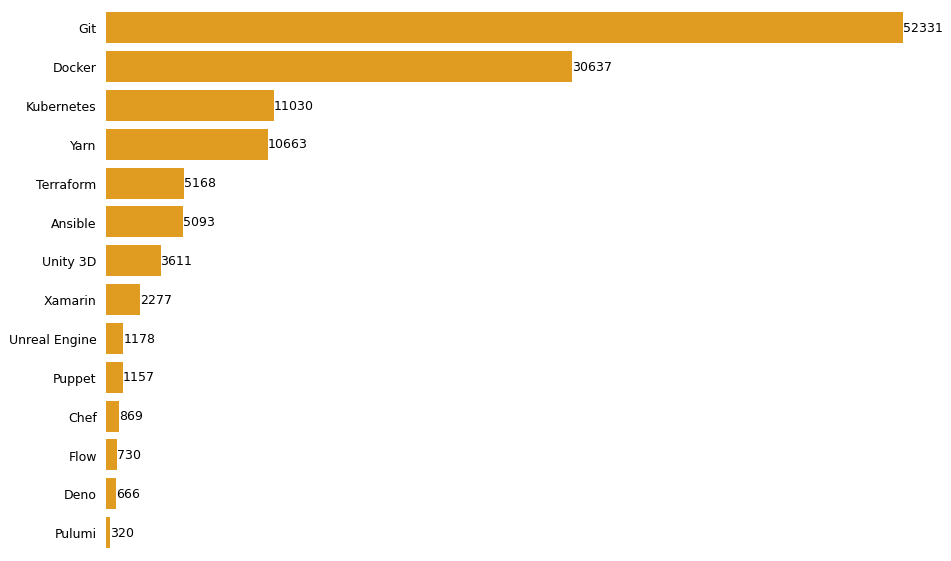 Git 52331
Docker 30637
Kubernetes 11030
Yarn 10663
Terraform 5168
Ansible 5093
Unity 3D 3611
Xamarin 2277
Unreal Engine 1178
Puppet 1157
Chef 869
Flow 730
Deno 666
Pulumi 320